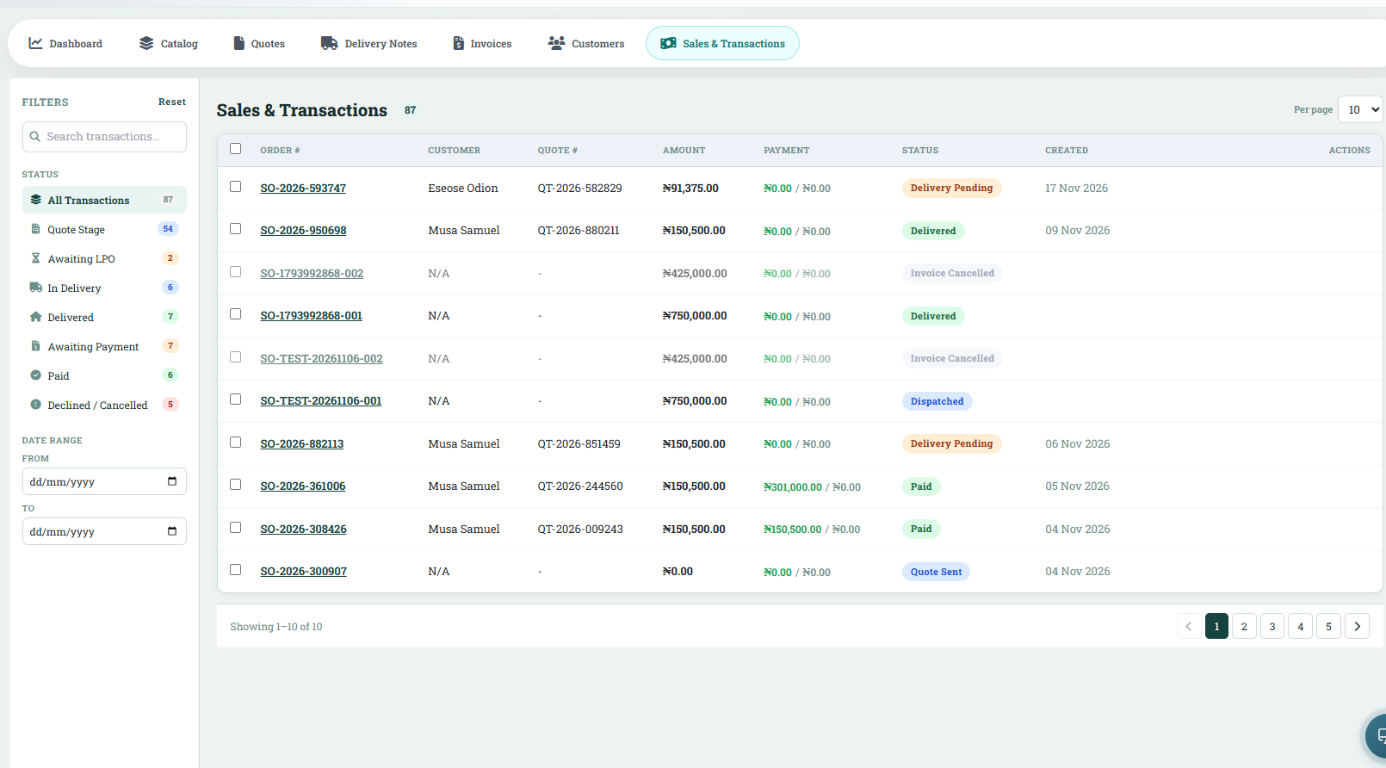 Dashboard Catalog Quotes Delivery Notes Invoices Customers Sales & Transactions
FILTERS Reset
Search transactions...
STATUS
All Transactions 87
Quote Stage 54
Awaiting LPO 2
In Delivery 6
Delivered 7
Awaiting Payment 7
Paid 6
Declined / Cancelled 5
DATE RANGE
FROM
dd/mm/yyyy
TO
dd/mm/yyyy
Sales & Transactions 87
Per page 10
ORDER # CUSTOMER QUOTE # AMOUNT PAYMENT STATUS CREATED ACTIONS
SO-2026-593747 Eseose Odion QT-2026-582829 ₦91,375.00 ₦0.00 / ₦0.00 Delivery Pending 17 Nov 2026
SO-2026-950698 Musa Samuel QT-2026-880211 ₦150,500.00 ₦0.00 / ₦0.00 Delivered 09 Nov 2026
SO-1793992868-002 N/A - ₦425,000.00 ₦0.00 / ₦0.00 Invoice Cancelled
SO-1793992868-001 N/A - ₦750,000.00 ₦0.00 / ₦0.00 Delivered
SO-TEST-20261106-002 N/A - ₦425,000.00 ₦0.00 / ₦0.00 Invoice Cancelled
SO-TEST-20261106-001 N/A - ₦750,000.00 ₦0.00 / ₦0.00 Dispatched
SO-2026-882113 Musa Samuel QT-2026-851459 ₦150,500.00 ₦0.00 / ₦0.00 Delivery Pending 06 Nov 2026
SO-2026-361006 Musa Samuel QT-2026-244560 ₦150,500.00 ₦301,000.00 / ₦0.00 Paid 05 Nov 2026
SO-2026-308426 Musa Samuel QT-2026-009243 ₦150,500.00 ₦150,500.00 / ₦0.00 Paid 04 Nov 2026
SO-2026-300907 N/A - ₦0.00 ₦0.00 / ₦0.00 Quote Sent 04 Nov 2026
Showing 1–10 of 10 1 2 3 4 5